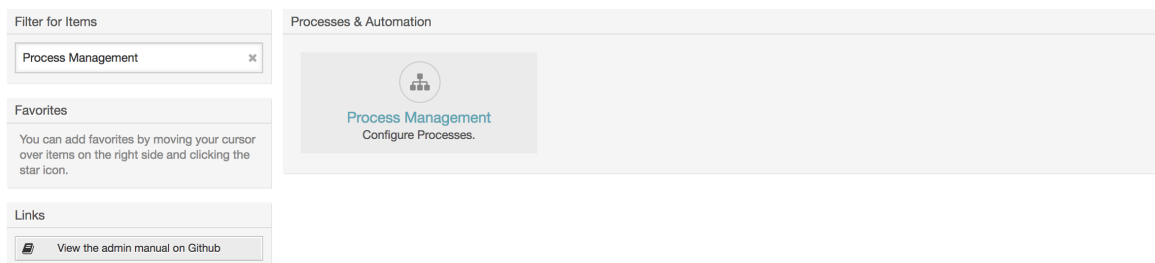 Filter for Items
Process Management
Favorites
You can add favorites by moving your cursor
over items on the right side and clicking the
star icon.
Links
View the admin manual on Github
Processes & Automation
Process Management
Configure Processes.